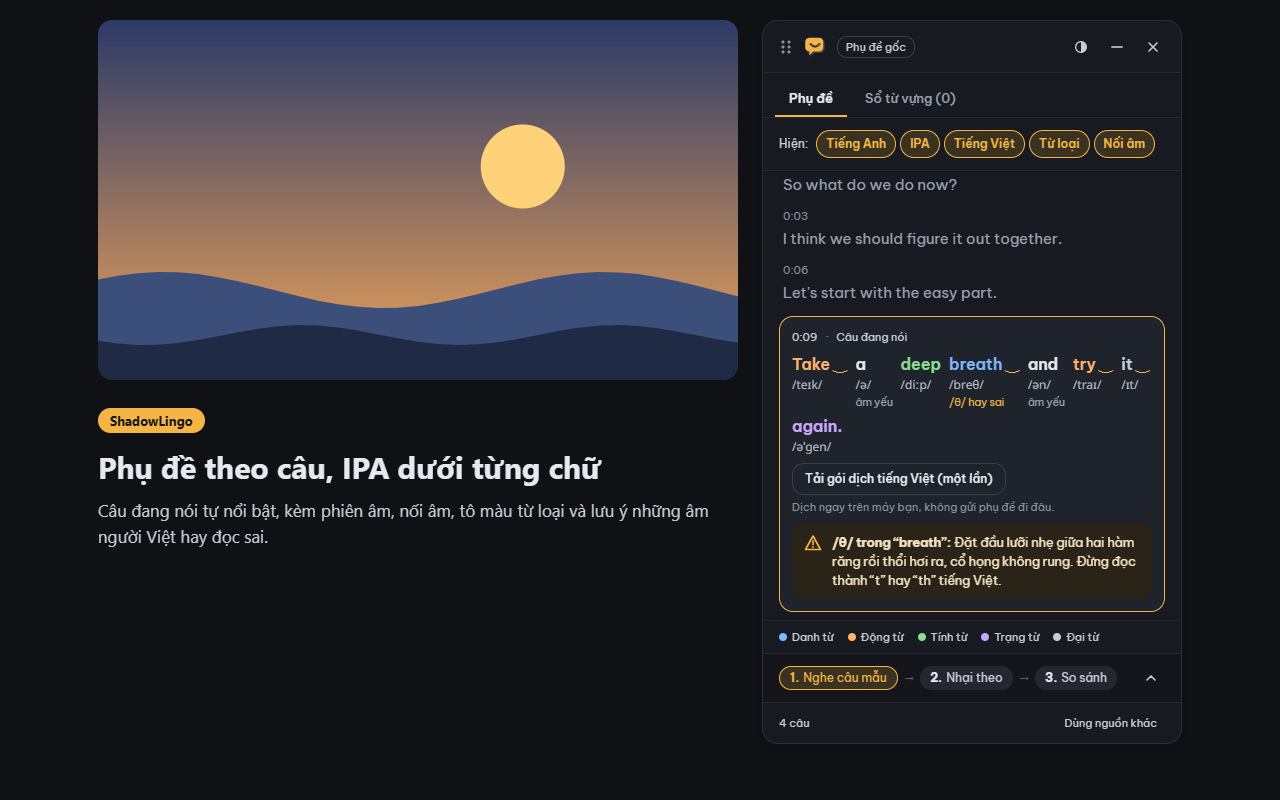 ShadowLingo
Phụ đề theo câu, IPA dưới từng chữ
Câu đang nói tự nổi bật, kèm phiên âm, nối âm, tô màu từ loại và lưu ý những âm
người Việt hay đọc sai.
Phụ đề gốc
Phụ đề Sổ từ vựng (0)
Hiện: Tiếng Anh IPA Tiếng Việt Từ loại Nối âm
So what do we do now?
0:03
I think we should figure it out together.
0:06
Let's start with the easy part.
0:09 · Câu đang nói
Take‿ a deep breath‿ and try‿ it‿
/teɪk/ /ə/ /diːp/ /breθ/ /ən/ /traɪ/ /ɪt/
âm yếu /θ/ hay sai âm yếu
again.
/əˈɡen/
Tải gói dịch tiếng Việt (một lần)
Dịch ngay trên máy bạn, không gửi phụ đề đi đâu.
/θ/ trong “breath”: Đặt đầu lưỡi nhẹ giữa hai hàm
răng rồi thổi hơi ra, cổ họng không rung. Đừng đọc
thành “t” hay “th” tiếng Việt.
Danh từ Động từ Tính từ Trạng từ Đại từ
1. Nghe câu mẫu → 2. Nhại theo → 3. So sánh
4 câu Dùng nguồn khác